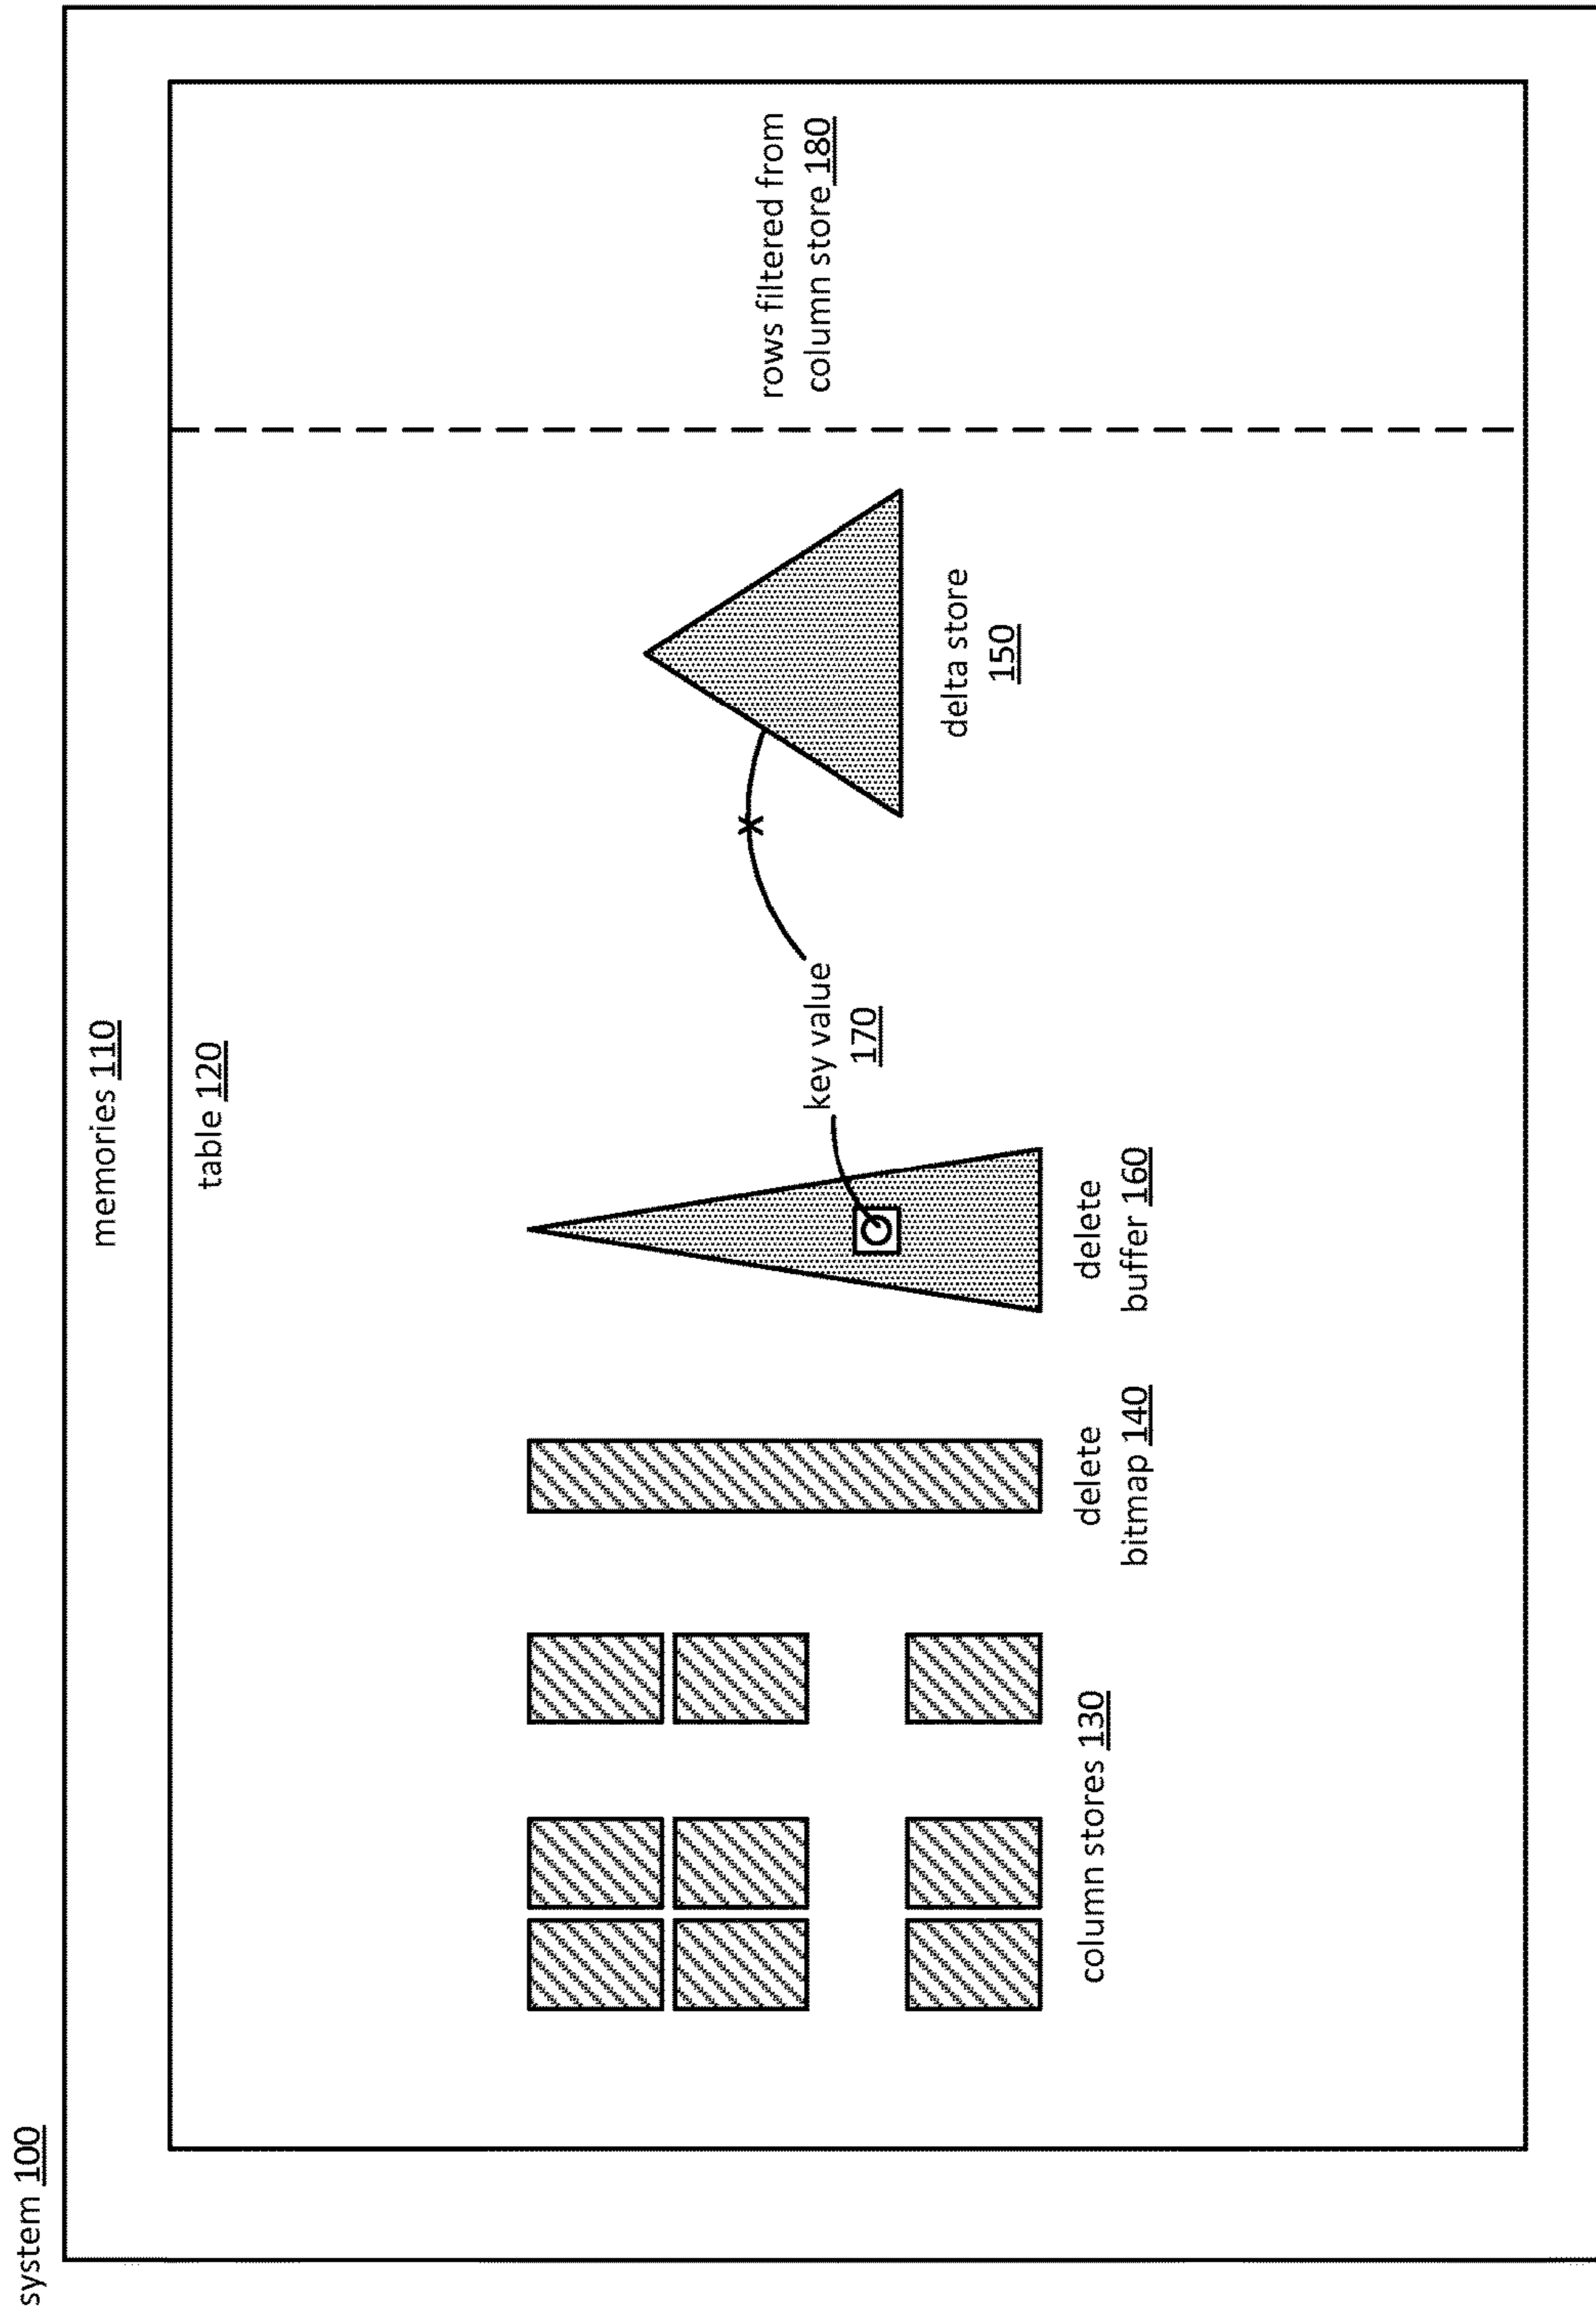 system 100
memories 110
table 120
column stores 130
delete
bitmap 140
delete
buffer 160
key value
170
delta store
150
rows filtered from
column store 180